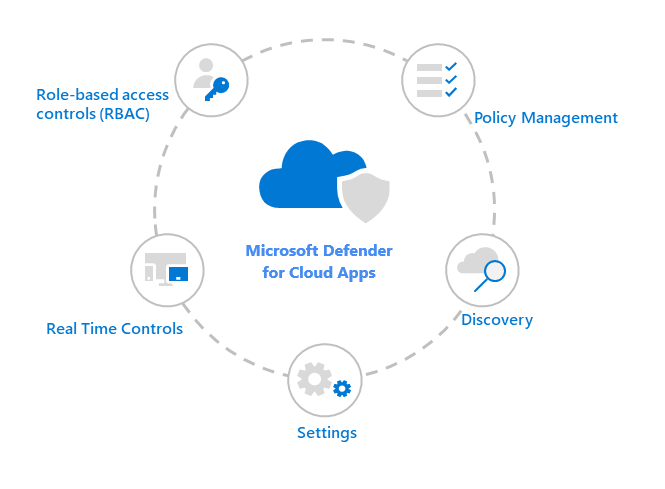 Role-based access
controls (RBAC)
Policy Management
Microsoft Defender
for Cloud Apps
Real Time Controls
Discovery
Settings